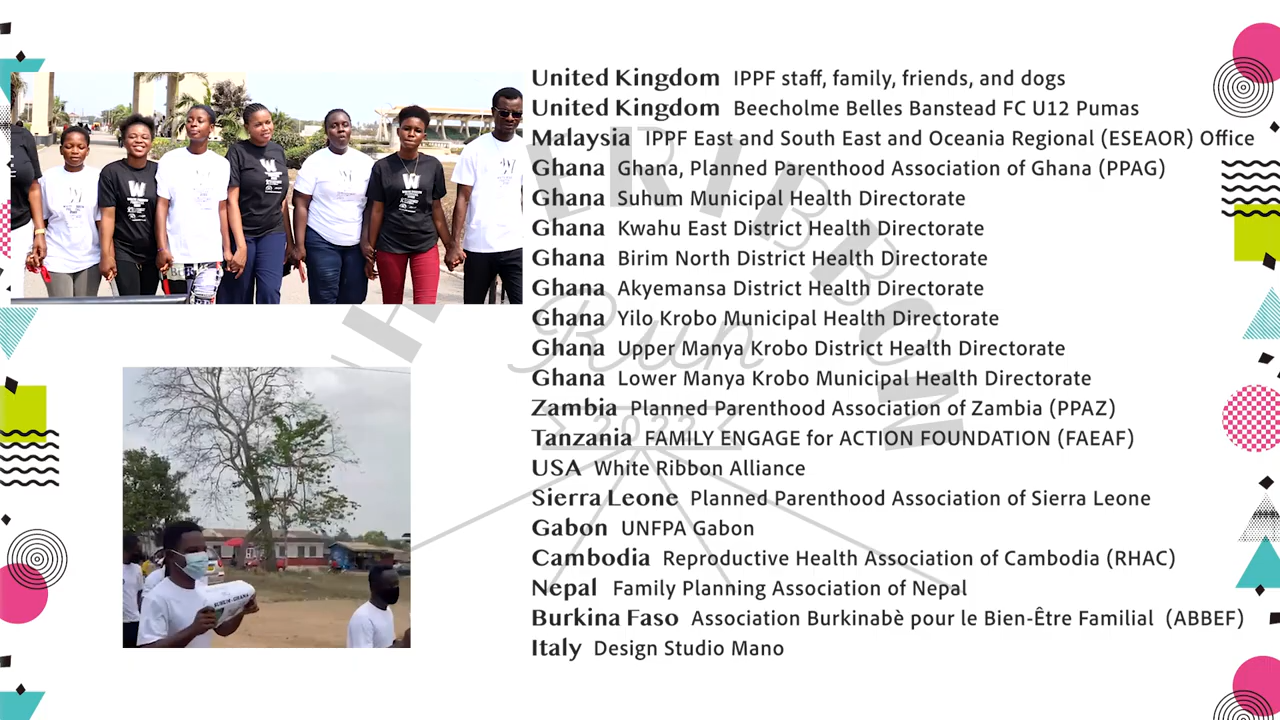 United Kingdom IPPF staff, family, friends, and dogs
United Kingdom Beecholme Belles Banstead FC U12 Pumas
Malaysia IPPF East and South East and Oceania Regional (ESEAOR) Office
Ghana Ghana, Planned Parenthood Association of Ghana (PPAG)
Ghana Suhum Municipal Health Directorate
Ghana Kwahu East District Health Directorate
Ghana Birim North District Health Directorate
Ghana Akyemansa District Health Directorate
Ghana Yilo Krobo Municipal Health Directorate
Ghana Upper Manya Krobo District Health Directorate
Ghana Lower Manya Krobo Municipal Health Directorate
Zambia Planned Parenthood Association of Zambia (PPAZ)
Tanzania FAMILY ENGAGE for ACTION FOUNDATION (FAEAF)
USA White Ribbon Alliance
Sierra Leone Planned Parenthood Association of Sierra Leone
Gabon UNFPA Gabon
Cambodia Reproductive Health Association of Cambodia (RHAC)
Nepal Family Planning Association of Nepal
Burkina Faso Association Burkinabè pour le Bien-Être Familial (ABBEF)
Italy Design Studio Mano
Run
SUHUM-GHANA